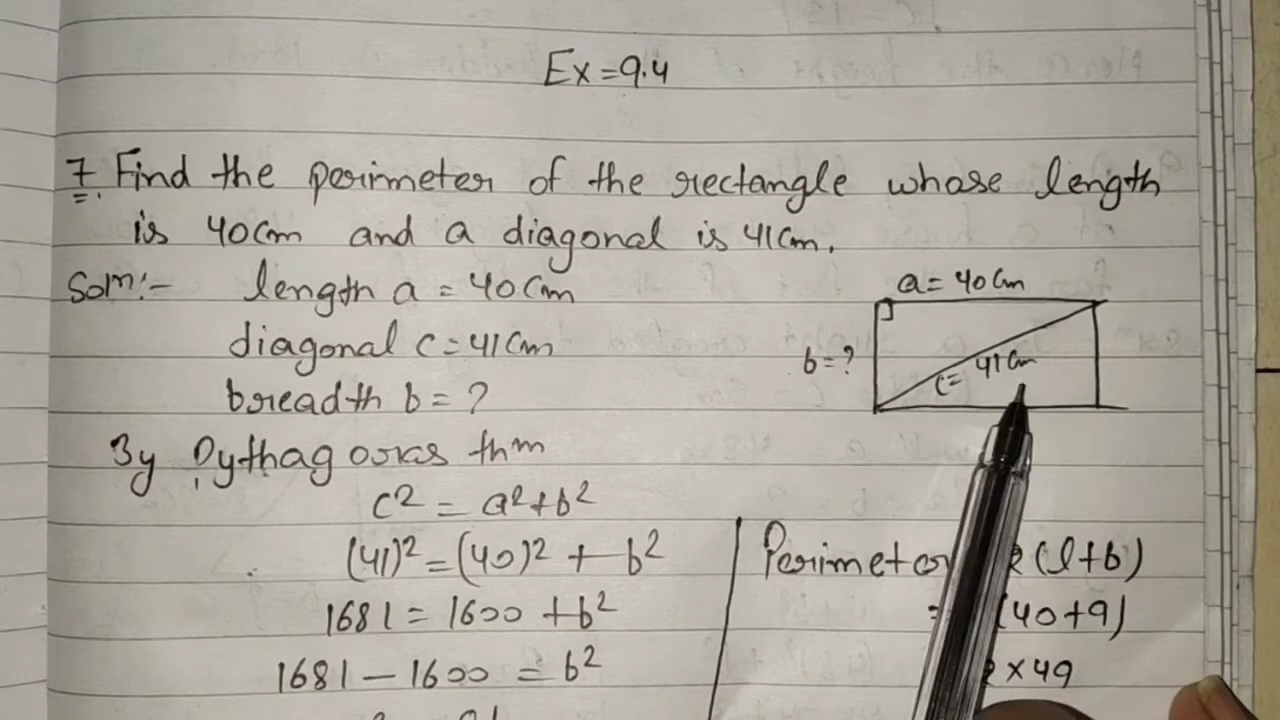 Ex = 9.4
7. Find the perimeter of the rectangle whose length
is 40cm and a diagonal is 41cm.
Soln:- length a = 40cm
diagonal c = 41cm
breadth b = ?
a = 40cm
b = ?
c = 41cm
By Pythagoras thm
c² = a² + b²
(41)² = (40)² + b²
1681 = 1600 + b²
1681 - 1600 = b²
Perimeter (l+b)
= (40+9)
× 49